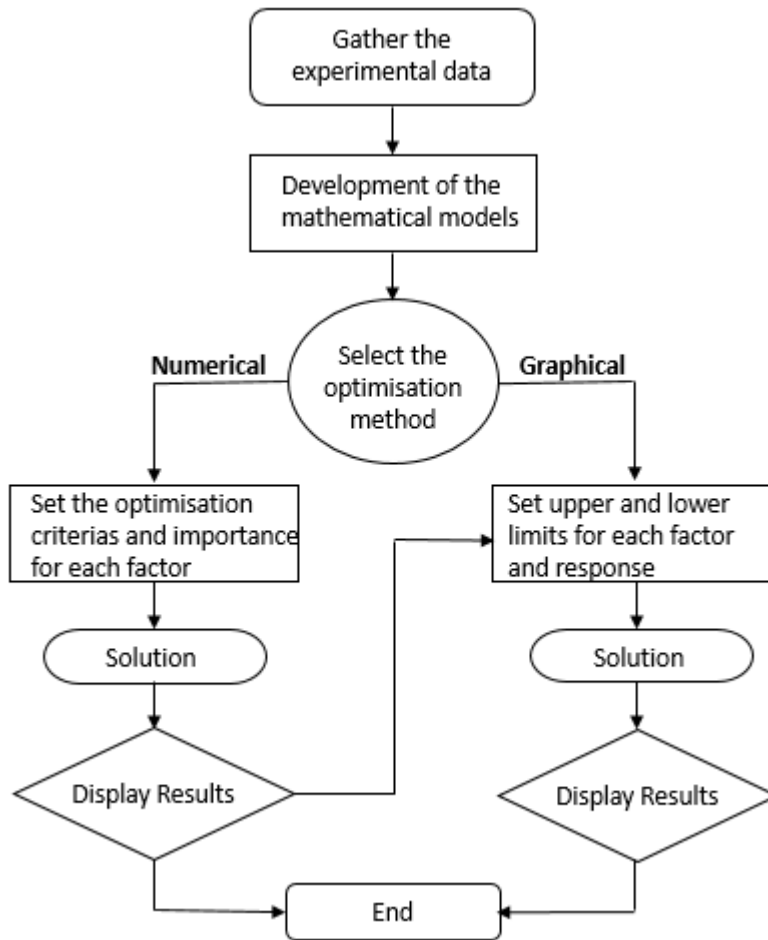 Gather the
experimental data
Development of the
mathematical models
Numerical
Select the
optimisation
method
Graphical
Set the optimisation
criterias and importance
for each factor
Set upper and lower
limits for each factor
and response
Solution
Solution
Display Results
Display Results
End